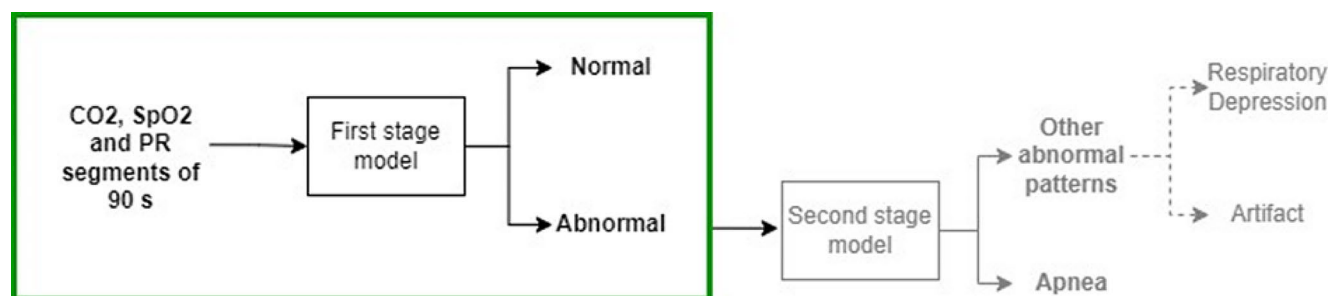 CO2, SpO2
and PR
segments of
90 s
First stage
model
Normal
Abnormal
Second stage
model
Other
abnormal
patterns
Apnea
Respiratory
Depression
Artifact